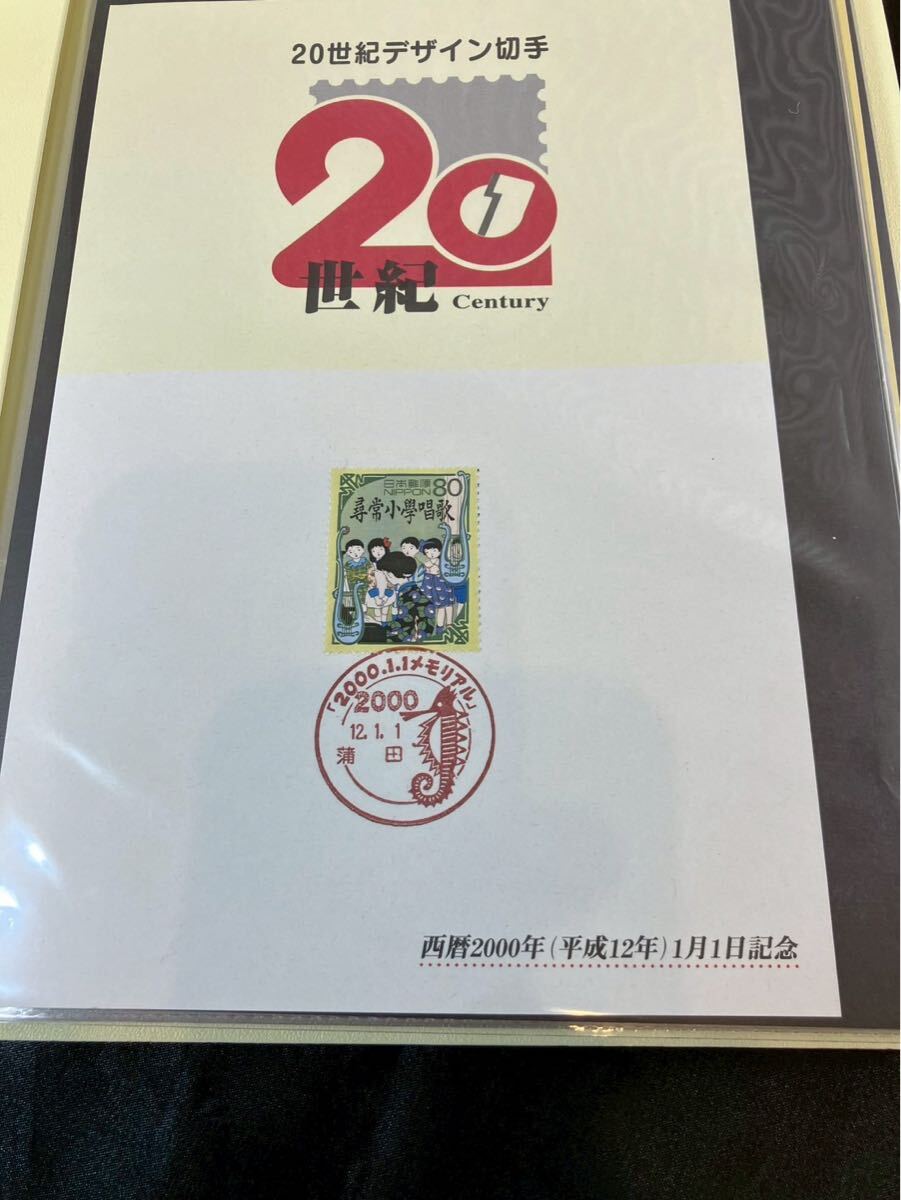 20世紀デザイン切手
20
世紀 Century
日本郵便
NIPPON 80
尋常小學唱歌
「2000.1.1メモリアル」
2000
12.1.1
蒲田
西暦2000年(平成12年)1月1日記念